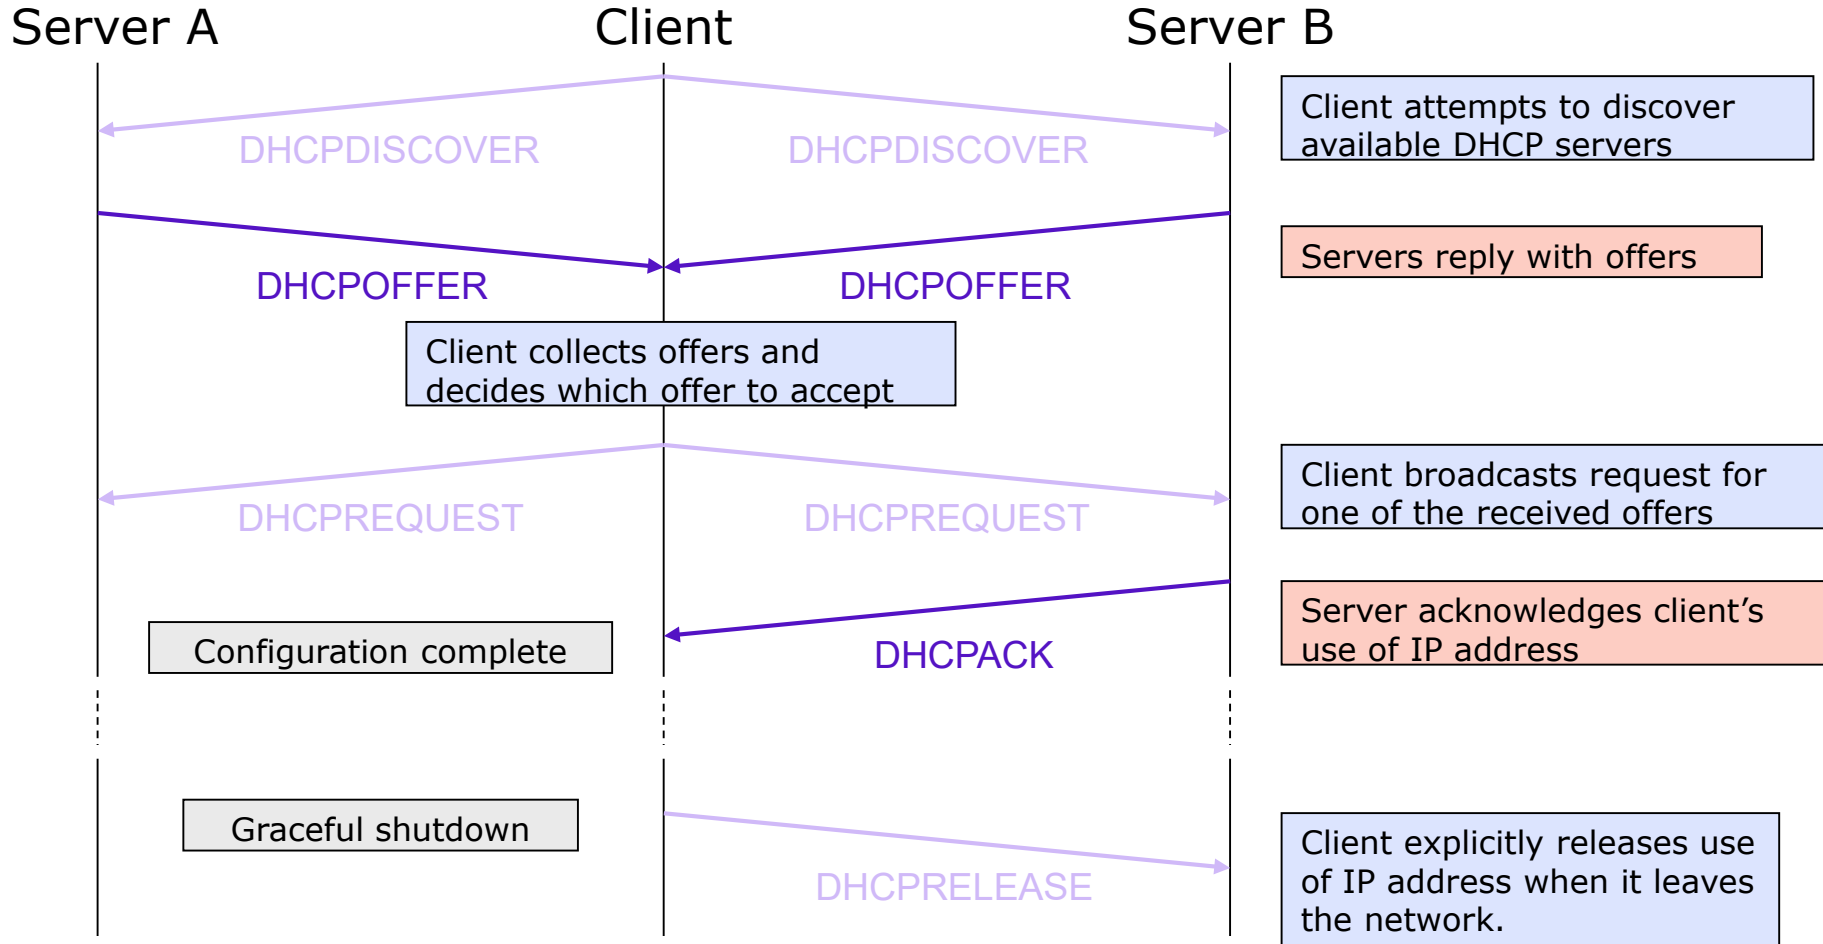 Server A
Client
Server B
DHCPDISCOVER
DHCPDISCOVER
Client attempts to discover
available DHCP servers
DHCPOFFER
DHCPOFFER
Servers reply with offers
Client collects offers and
decides which offer to accept
DHCPREQUEST
DHCPREQUEST
Client broadcasts request for
one of the received offers
Configuration complete
DHCPACK
Server acknowledges client’s
use of IP address
Graceful shutdown
DHCPRELEASE
Client explicitly releases use
of IP address when it leaves
the network.